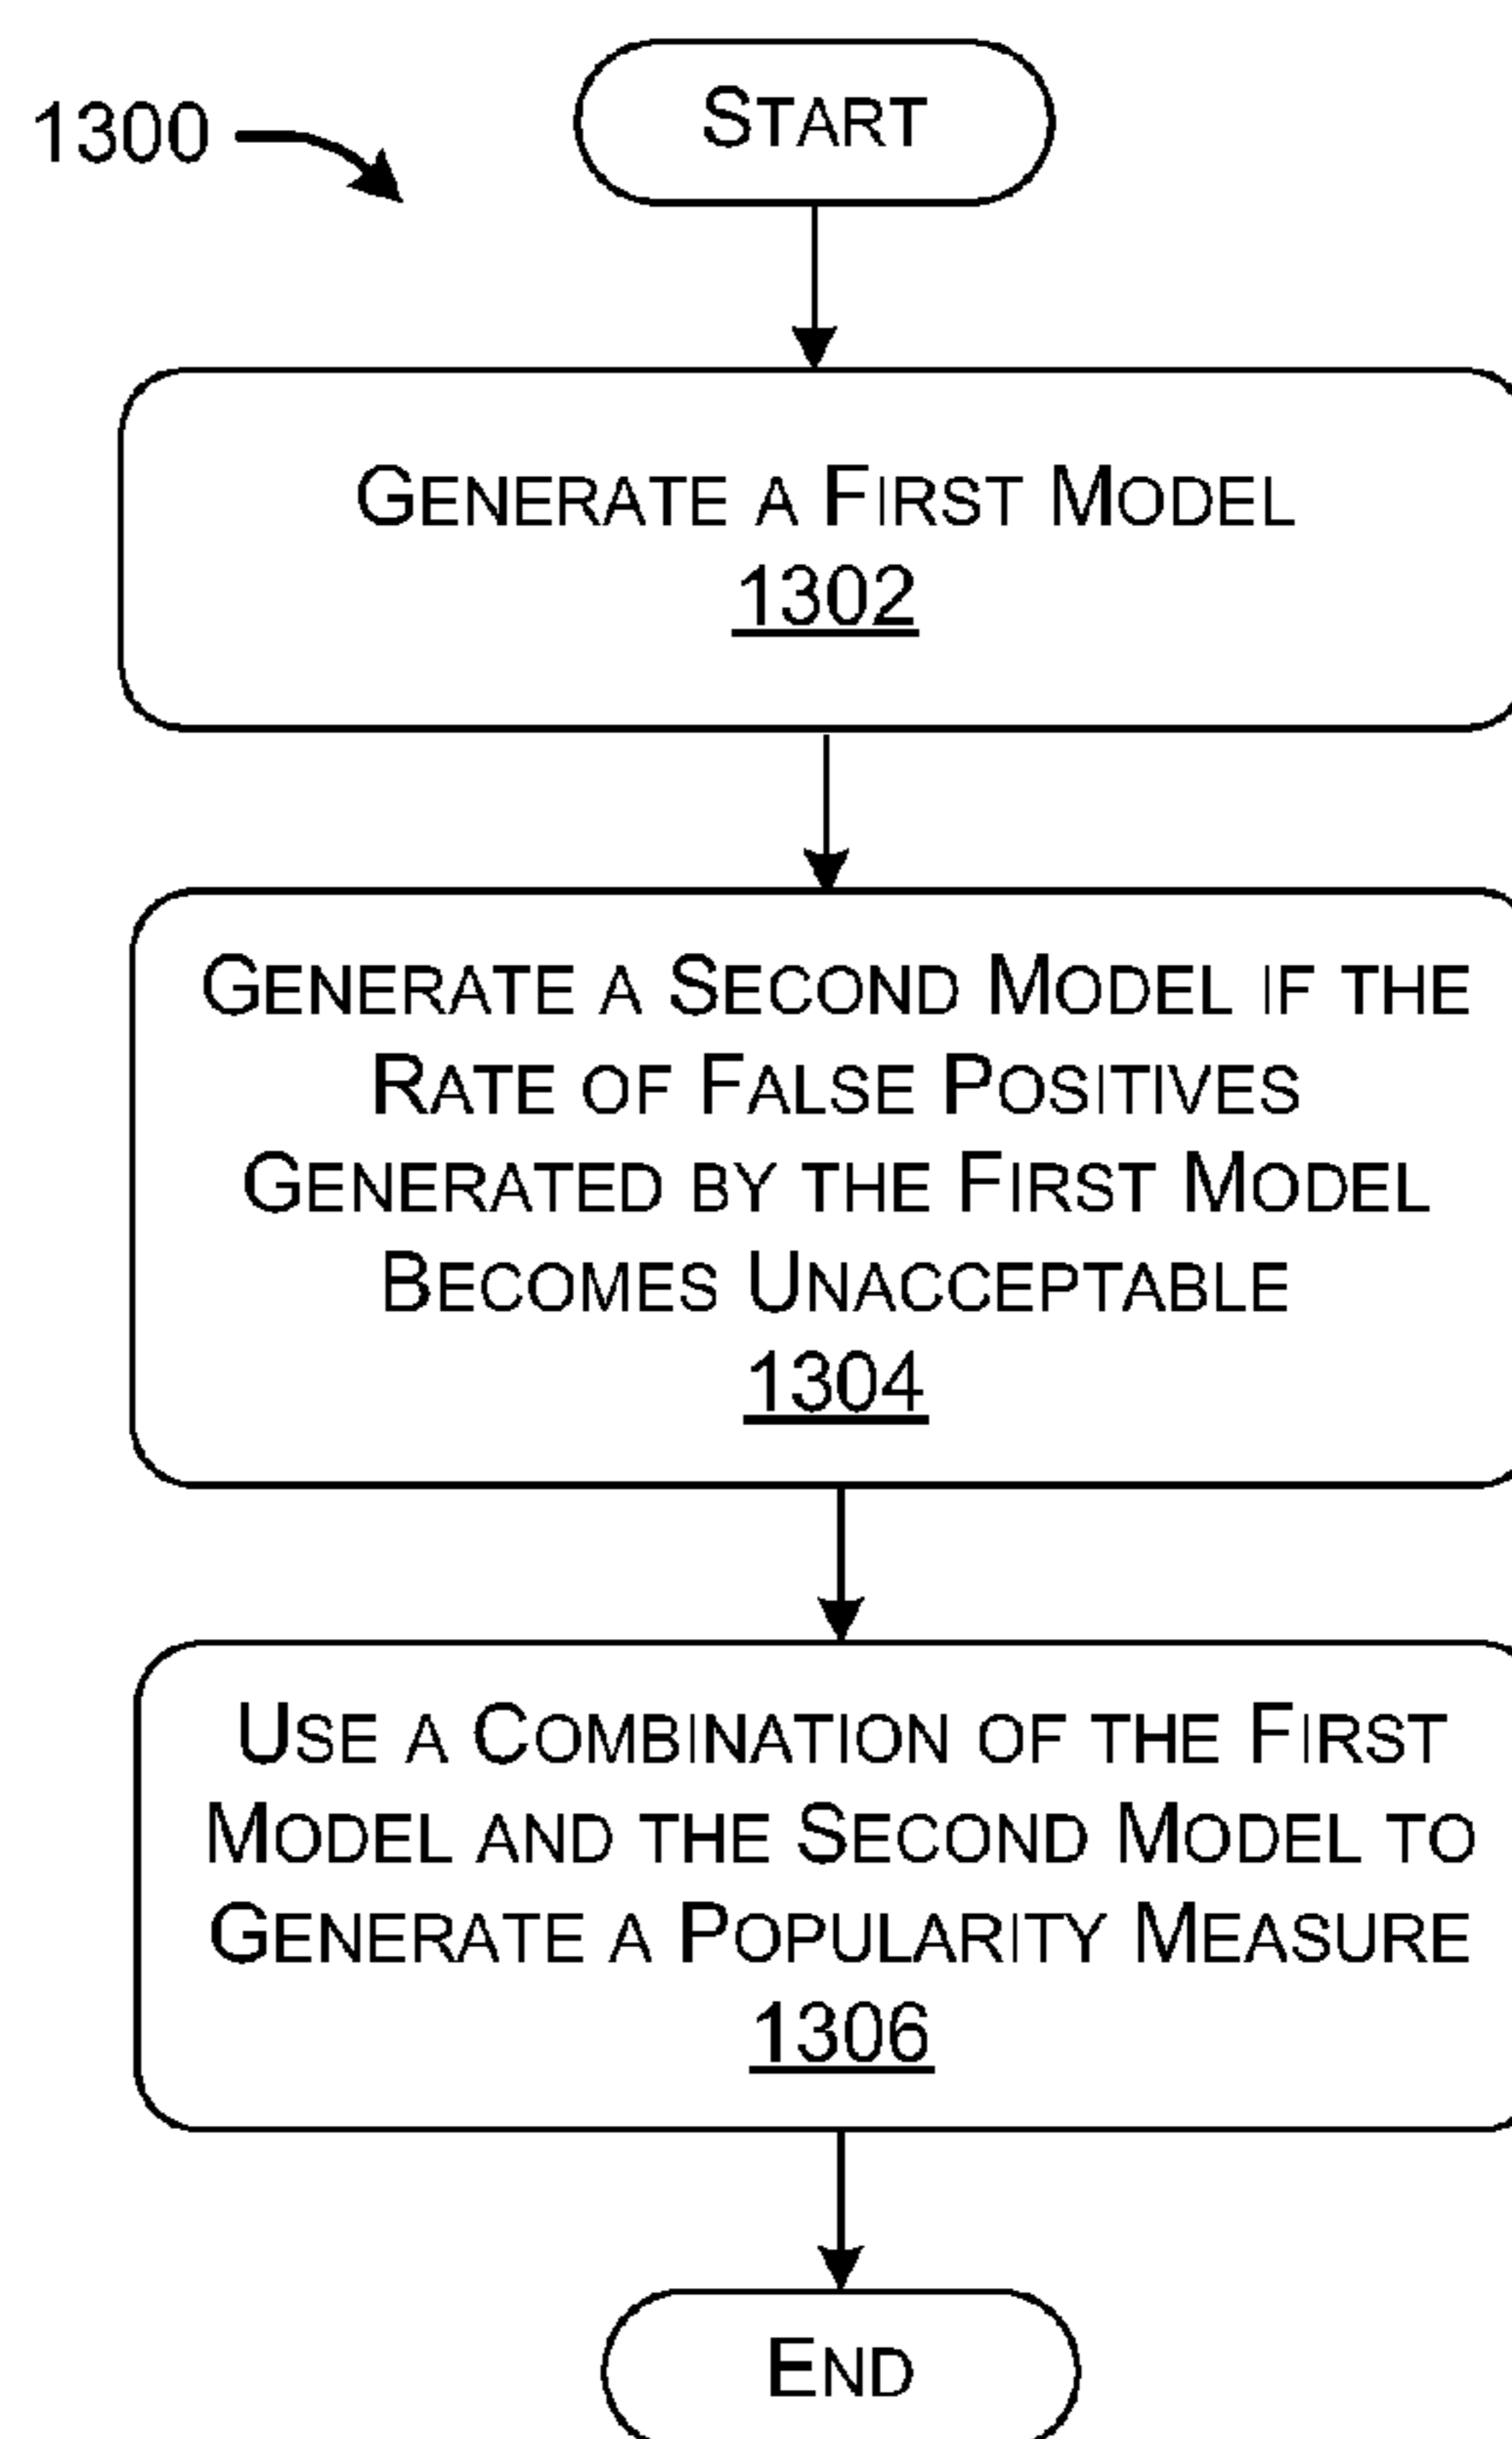 1300
START
GENERATE A FIRST MODEL
1302
GENERATE A SECOND MODEL IF THE
RATE OF FALSE POSITIVES
GENERATED BY THE FIRST MODEL
BECOMES UNACCEPTABLE
1304
USE A COMBINATION OF THE FIRST
MODEL AND THE SECOND MODEL TO
GENERATE A POPULARITY MEASURE
1306
END